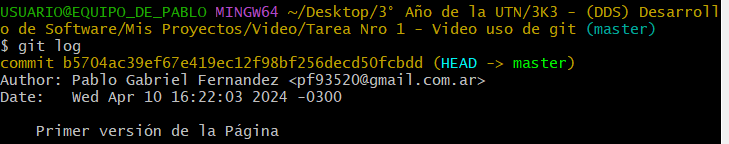 USUARIO@EQUIPO_DE_PABLO MINGW64 ~/Desktop/3° Año de la UTN/3K3 - (DDS) Desarroll
o de Software/Mis Proyectos/Video/Tarea Nro 1 - Video uso de git (master)
$ git log
commit b5704ac39ef67e419ec12f98bf256decd50fcbdd (HEAD -> master)
Author: Pablo Gabriel Fernandez <pf93520@gmail.com.ar>
Date:   Wed Apr 10 16:22:03 2024 -0300
    Primer versión de la Página